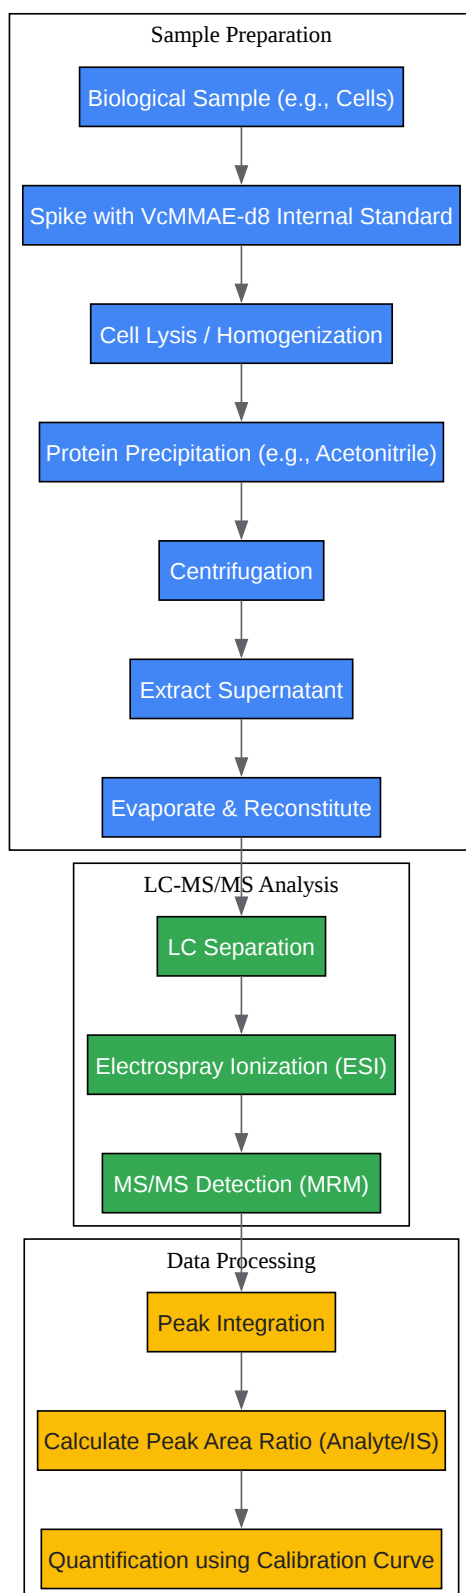 Sample Preparation
Biological Sample (e.g., Cells)
Spike with VcMMAE-d8 Internal Standard
Cell Lysis / Homogenization
Protein Precipitation (e.g., Acetonitrile)
Centrifugation
Extract Supernatant
Evaporate & Reconstitute
LC-MS/MS Analysis
LC Separation
Electrospray Ionization (ESI)
MS/MS Detection (MRM)
Data Processing
Peak Integration
Calculate Peak Area Ratio (Analyte/IS)
Quantification using Calibration Curve